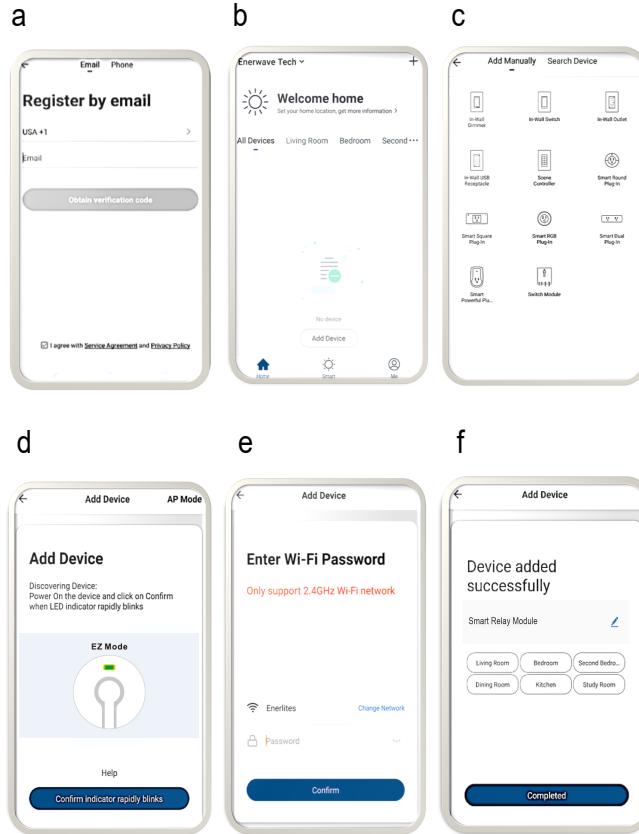 a
Email Phone
Register by email
USA +1
Email
Obtain verification code
I agree with Service Agreement and Privacy Policy
b
Enerwave Tech
Welcome home
Set your home location, get more information >
All Devices Living Room Bedroom Second ···
No device
Add Device
Home Smart Me
c
Add Manually Search Device
In-Wall
Dimmer
In-Wall Switch
In-Wall Outlet
In-Wall USB
Receptacle
Scene
Controller
Smart Round
Plug-In
Smart Square
Plug-In
Smart RGB
Plug-In
Smart Dual
Plug-In
Smart
Powerful Plu...
Switch Module
d
Add Device AP Mode
Add Device
Discovering Device:
Power On the device and click on Confirm
when LED indicator rapidly blinks
EZ Mode
Help
Confirm indicator rapidly blinks
e
Add Device
Enter Wi-Fi Password
Only support 2.4GHz Wi-Fi network
Enerlites Change Network
Password
Confirm
f
Add Device
Device added
successfully
Smart Relay Module
Living Room Bedroom Second Bedro...
Dining Room Kitchen Study Room
Completed